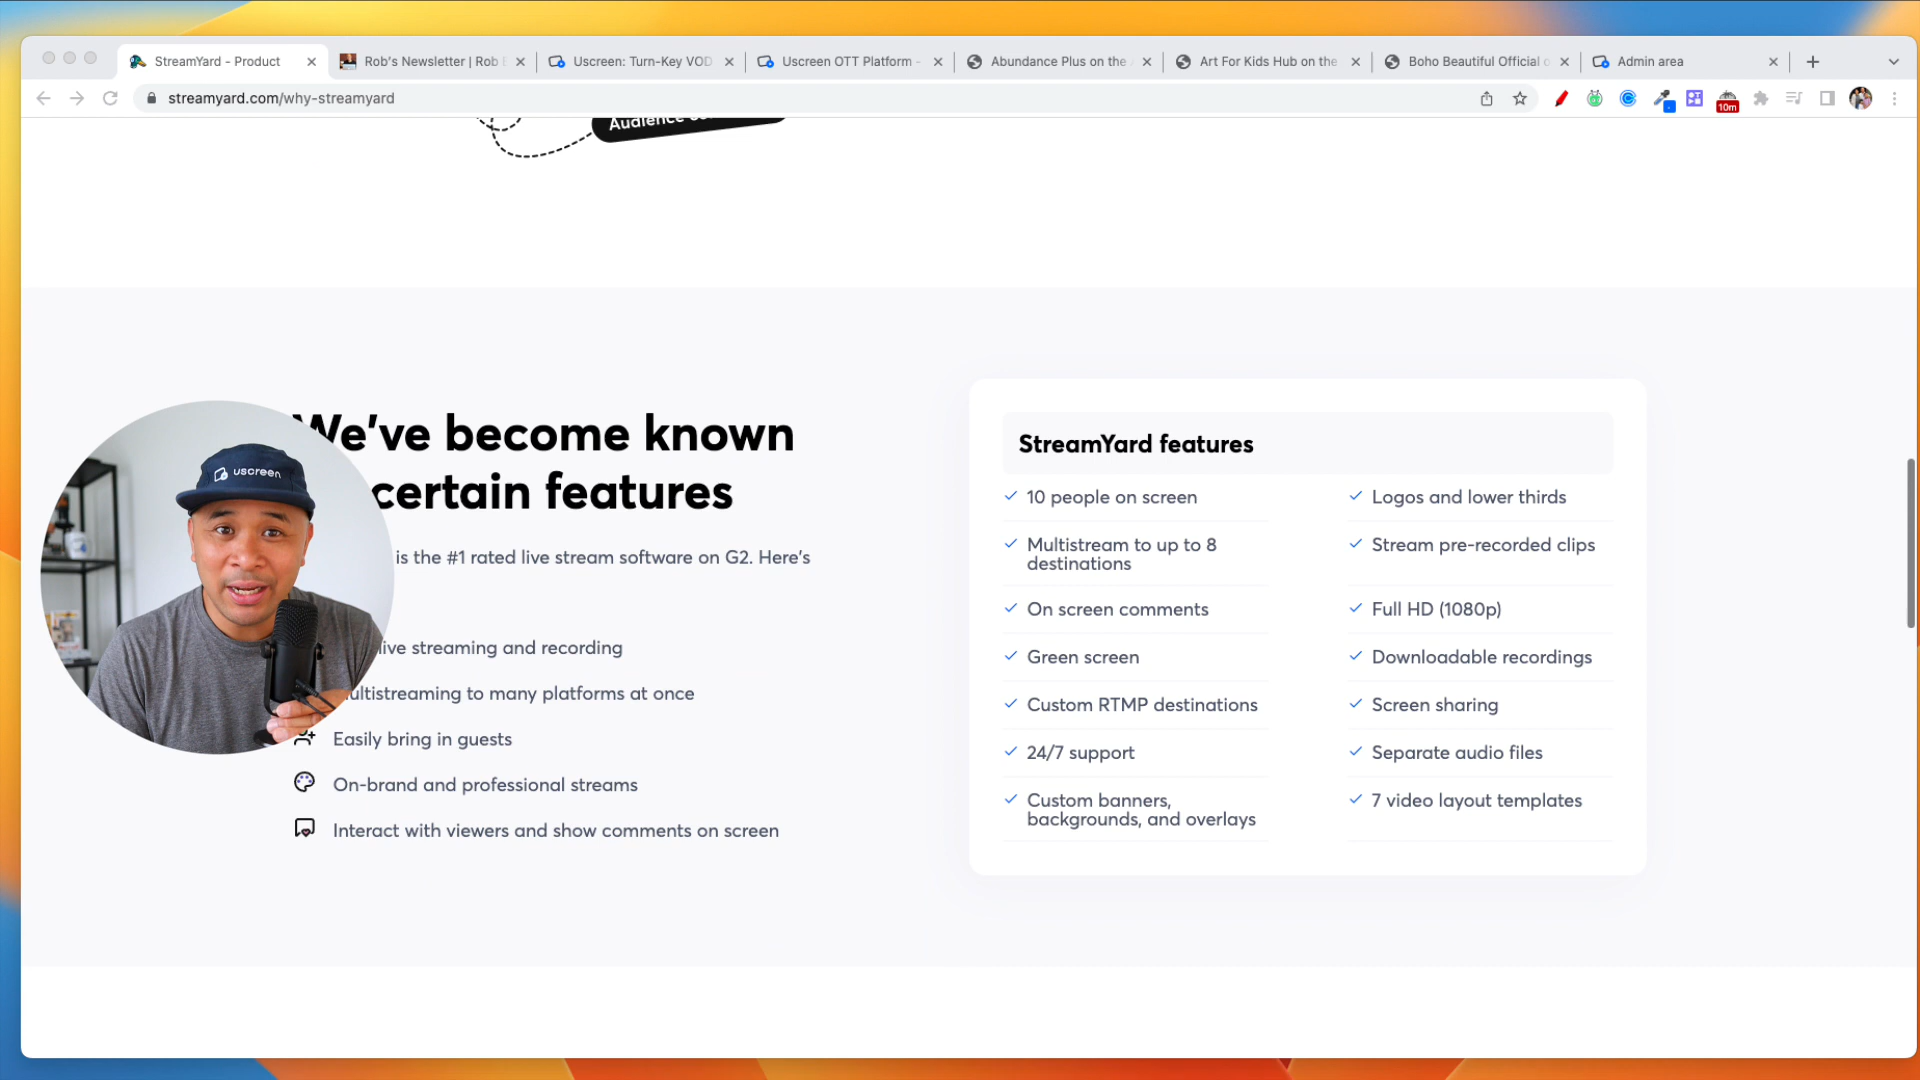 StreamYard - Product
Rob's Newsletter | Rob
Uscreen: Turn-Key VOD
Uscreen OTT Platform -
Abundance Plus on the
Art For Kids Hub on the
Boho Beautiful Official
Admin area
streamyard.com/why-streamyard
10m
Audience
We've become known
certain features
is the #1 rated live stream software on G2. Here's
live streaming and recording
ultistreaming to many platforms at once
Easily bring in guests
On-brand and professional streams
Interact with viewers and show comments on screen
uscreen
StreamYard features
10 people on screen
Multistream to up to 8
destinations
On screen comments
Green screen
Custom RTMP destinations
24/7 support
Custom banners,
backgrounds, and overlays
Logos and lower thirds
Stream pre-recorded clips
Full HD (1080p)
Downloadable recordings
Screen sharing
Separate audio files
7 video layout templates